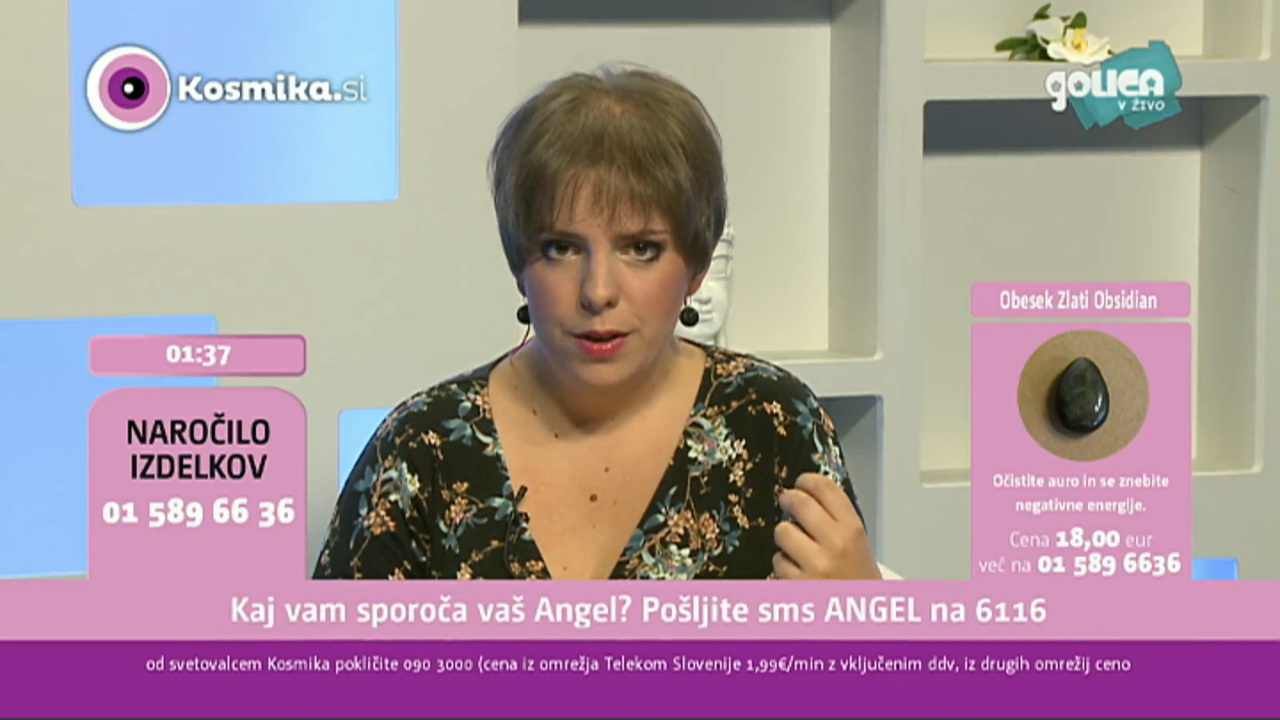 Kosmika.si
goLICA
V ŽIVO
01:37
NAROČILO
IZDELKOV
01 589 66 36
Obesek Zlati Obsidian
Očistite auro in se znebite
negativne energije.
Cena 18,00 eur
več na 01 589 6636
Kaj vam sporoča vaš Angel? Pošljite sms ANGEL na 6116
od svetovalcem Kosmika pokličite 090 3000 (cena iz omrežja Telekom Slovenije 1,99€/min z vključenim ddv, iz drugih omrežij ceno